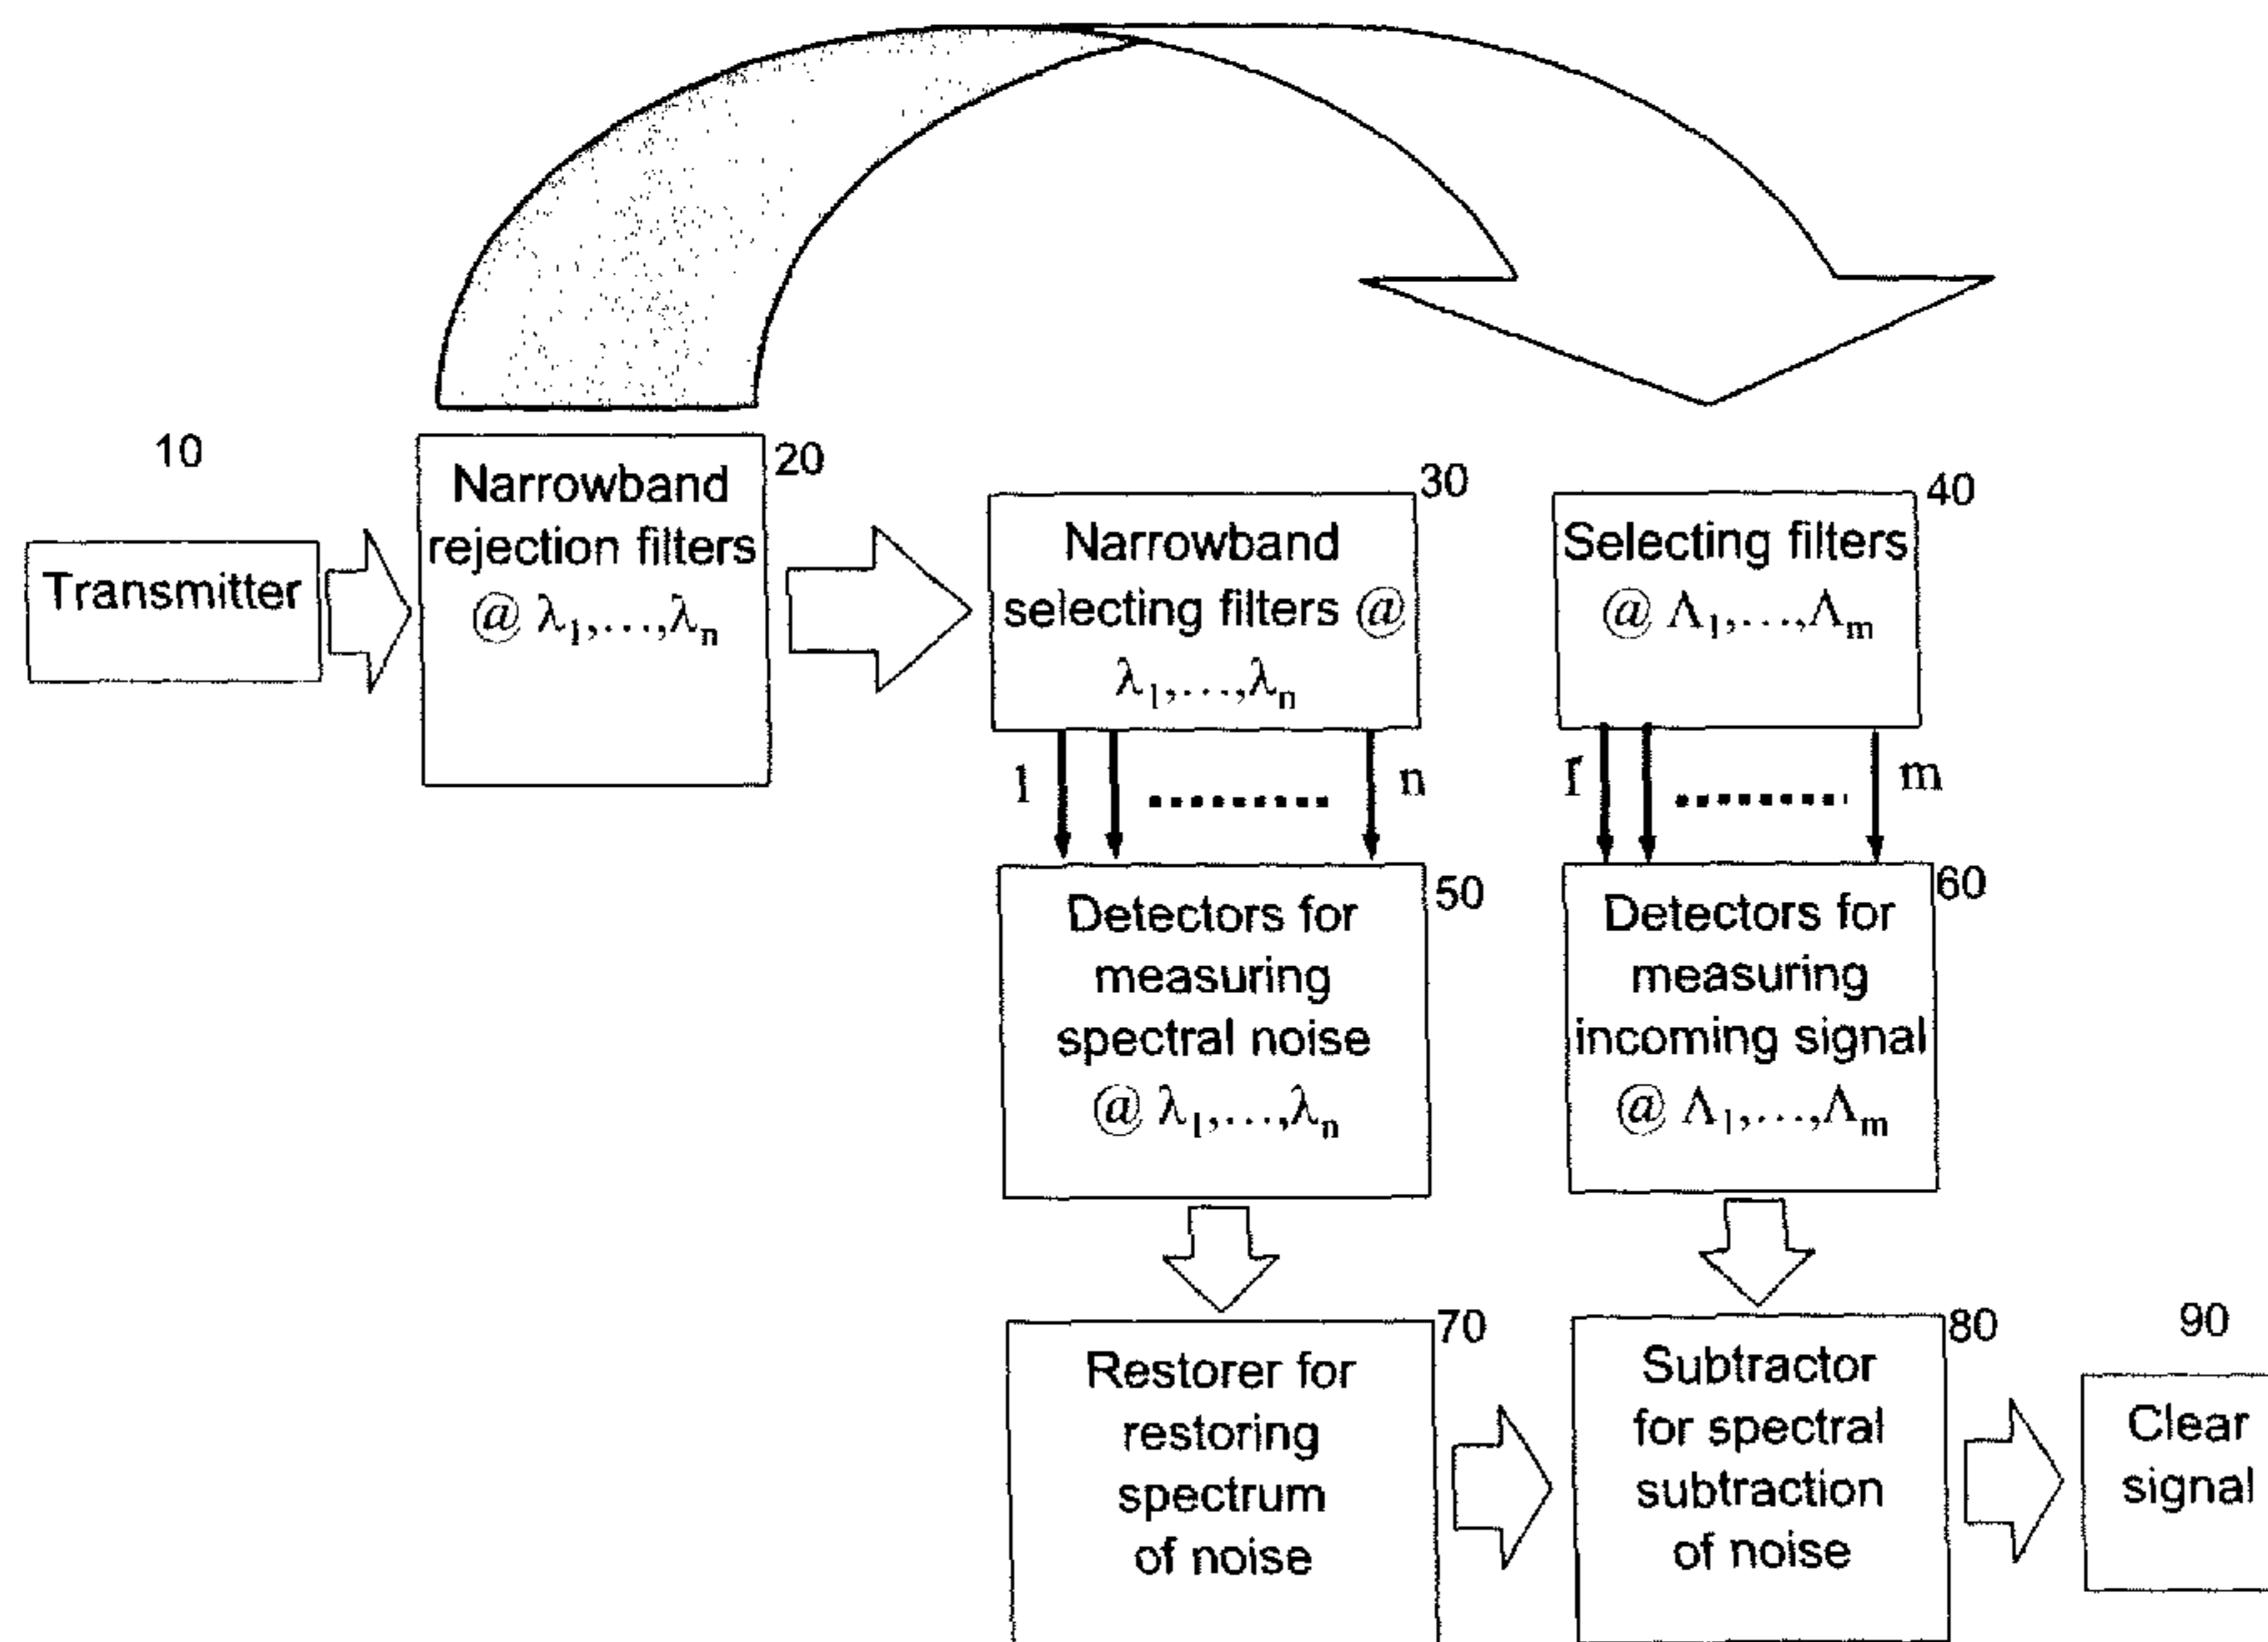 10
Transmitter
20
Narrowband
rejection filters
@ λ₁,...,λₙ
30
Narrowband
selecting filters @
λ₁,...,λₙ
40
Selecting filters
@ Λ₁,...,Λₘ
1
n
m
50
Detectors for
measuring
spectral noise
@ λ₁,...,λₙ
60
Detectors for
measuring
incoming signal
@ Λ₁,...,Λₘ
70
Restorer for
restoring
spectrum
of noise
80
Subtractor
for spectral
subtraction
of noise
90
Clear
signal